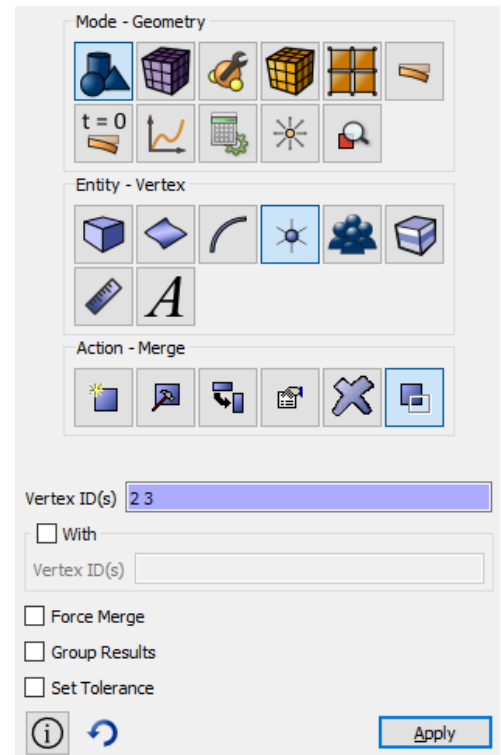 Mode - Geometry
t = 0
Entity - Vertex
A
Action - Merge
Vertex ID(s) 2 3
With
Vertex ID(s)
Force Merge
Group Results
Set Tolerance
Apply